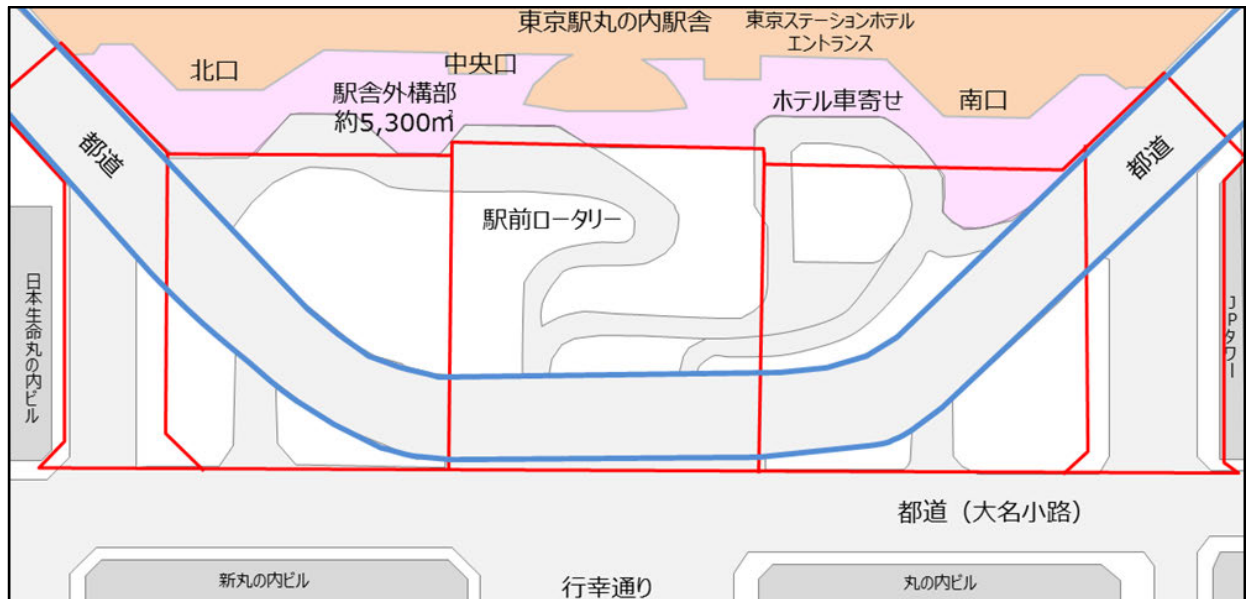 東京駅丸の内駅舎
東京ステーションホテル
エントランス
北口
中央口
駅舎外構部
約5,300㎡
ホテル車寄せ
南口
都道
都道
駅前ロータリー
日本生命丸の内ビル
JPタワー
都道（大名小路）
新丸の内ビル
行幸通り
丸の内ビル